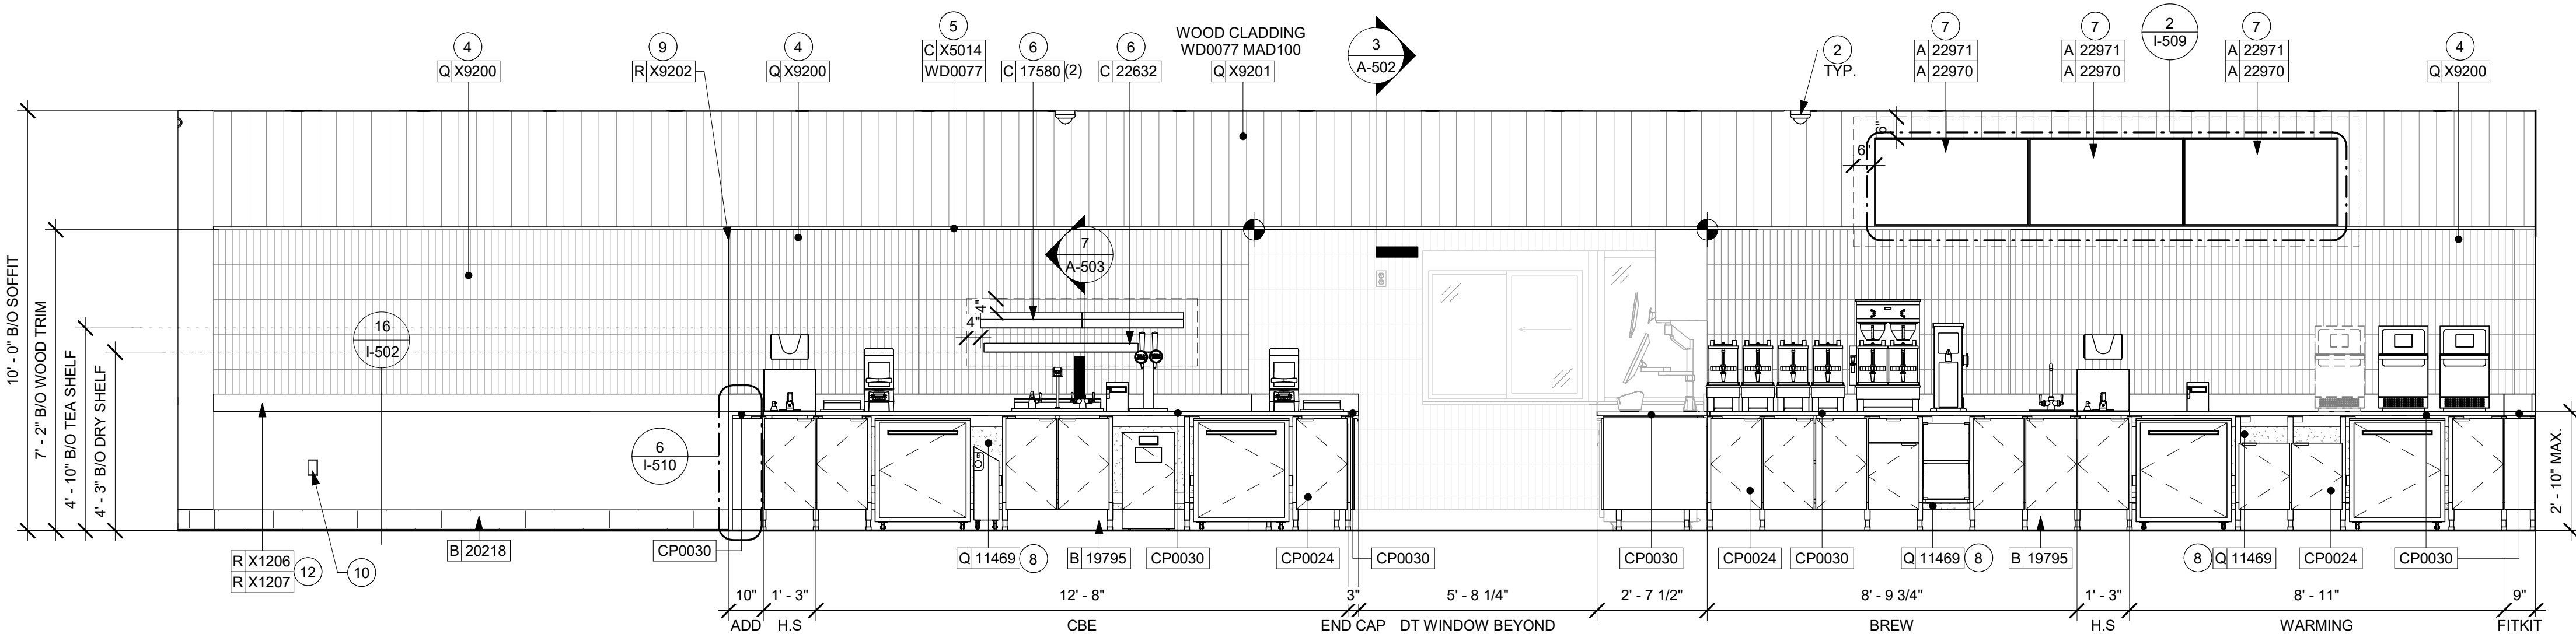 4
Q X9200
9
R X9202
4
Q X9200
5
C X5014
WD0077
6
C 17580 (2)
6
C 22632
WOOD CLADDING
WD0077 MAD100
Q X9201
3
A-502
2
TYP.
7
A 22971
A 22970
7
A 22971
A 22970
2
I-509
7
A 22971
A 22970
4
Q X9200
6"
6"
10' - 0" B/O SOFFIT
7' - 2" B/O WOOD TRIM
4' - 10" B/O TEA SHELF
4' - 3" B/O DRY SHELF
7
A-503
4"
4"
16
I-502
6
I-510
2' - 10" MAX.
R X1206
R X1207
12
10
B 20218
CP0030
Q 11469
8
B 19795
CP0030
CP0024
CP0030
CP0030
CP0024
CP0030
Q 11469
8
B 19795
8
Q 11469
CP0024
CP0030
10"
1' - 3"
12' - 8"
3"
5' - 8 1/4"
2' - 7 1/2"
8' - 9 3/4"
1' - 3"
8' - 11"
9"
ADD
H.S
CBE
END CAP
DT WINDOW BEYOND
BREW
H.S
WARMING
FITKIT